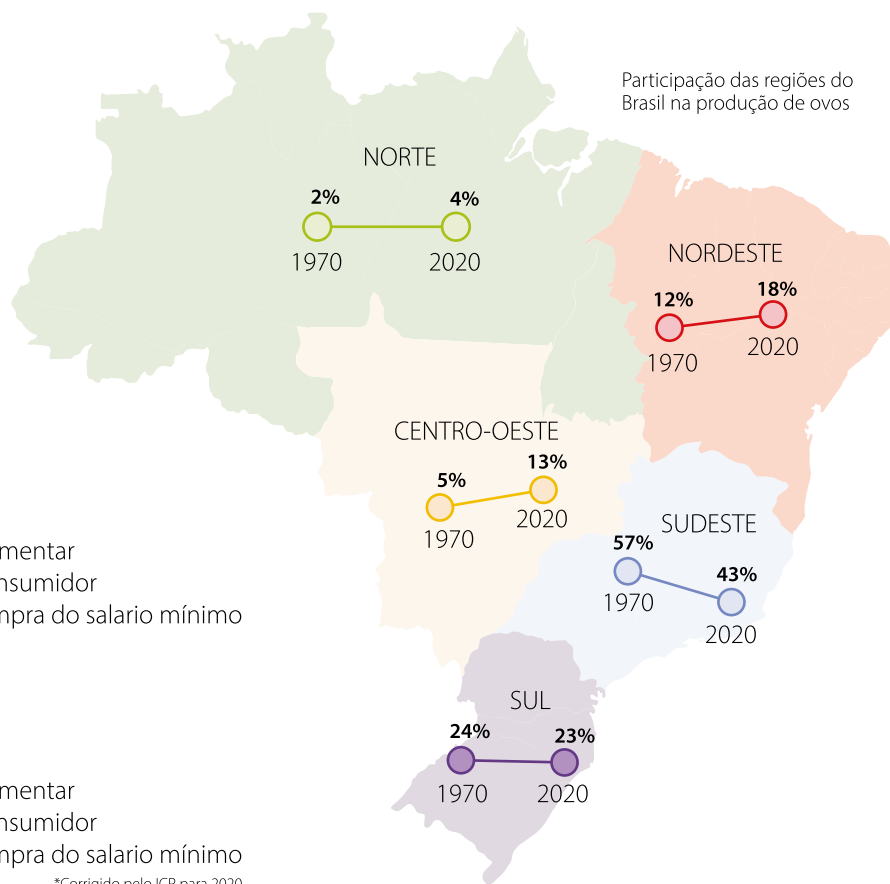 Participação das regiões do
Brasil na produção de ovos
NORTE
2% 4%
1970 2020
NORDESTE
12% 18%
1970 2020
CENTRO-OESTE
5% 13%
1970 2020
SUDESTE
57% 43%
1970 2020
SUL
24% 23%
1970 2020
mentar
nsumidor
mpra do salario mínimo
mentar
nsumidor
mpra do salario mínimo